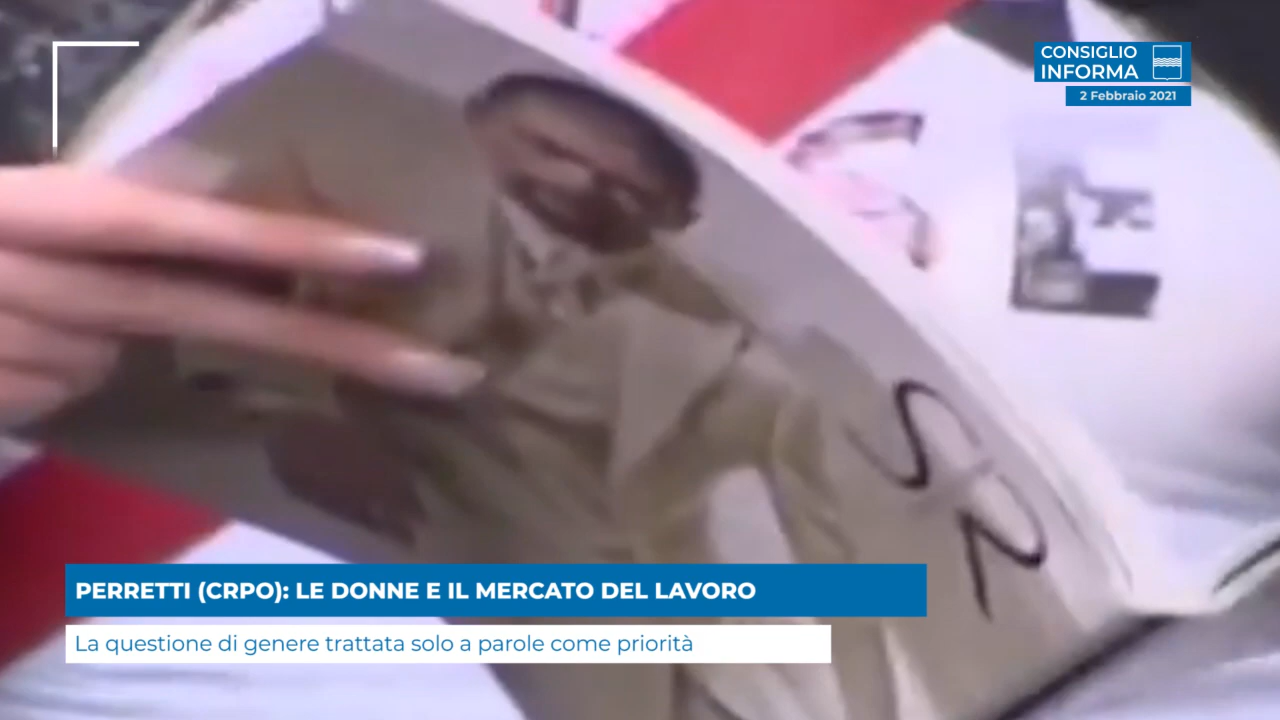 CONSIGLIO
INFORMA
2 Febbraio 2021
PERRETTI (CRPO): LE DONNE E IL MERCATO DEL LAVORO
La questione di genere trattata solo a parole come priorità